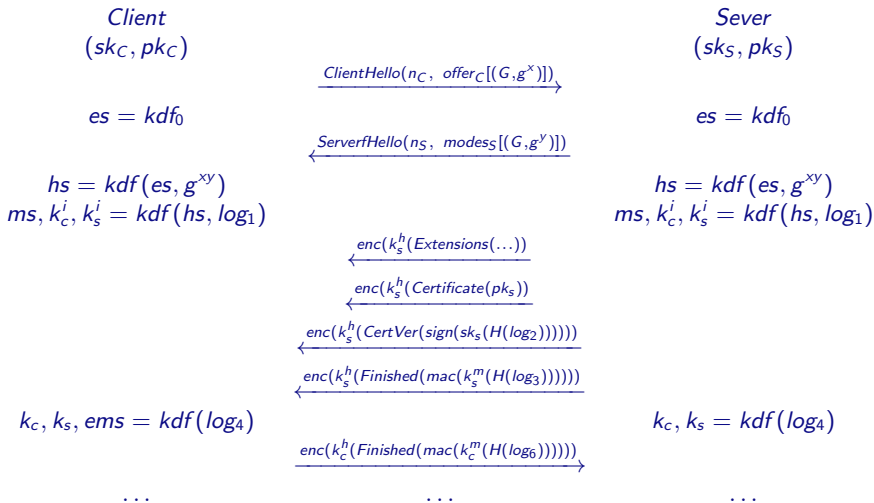 Client Sever
(sk_C, pk_C) (sk_S, pk_S)
ClientHello(n_C, offer_C[(G,g^x)])
es = kdf_0 es = kdf_0
ServerfHello(n_S, modes_S[(G,g^y)])
hs = kdf(es, g^{xy}) hs = kdf(es, g^{xy})
ms, k_c^i, k_s^i = kdf(hs, log_1) ms, k_c^i, k_s^i = kdf(hs, log_1)
enc(k_s^h(Extensions(...))
enc(k_s^h(Certificate(pk_s))
enc(k_s^h(CertVer(sign(sk_s(H(log_2))))))
enc(k_s^h(Finished(mac(k_s^m(H(log_3))))))
k_c, k_s, ems = kdf(log_4) k_c, k_s = kdf(log_4)
enc(k_c^h(Finished(mac(k_c^m(H(log_6))))))
... ... ...